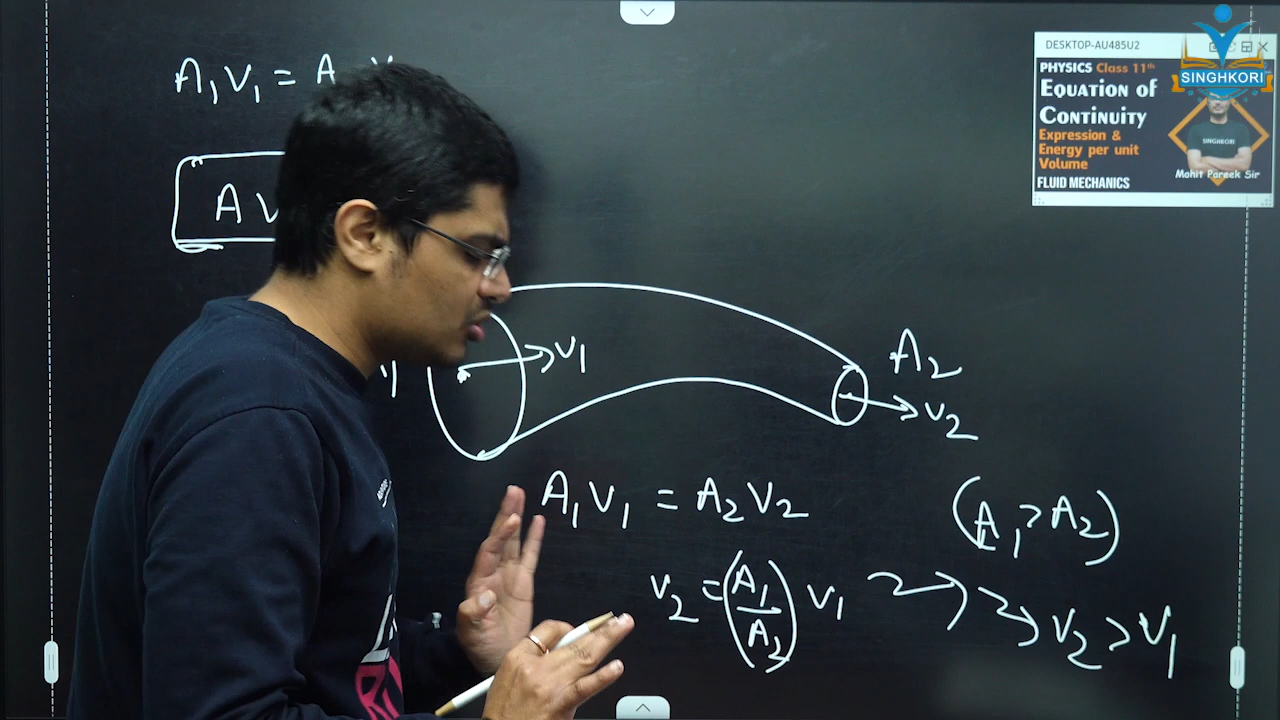 A₁V₁ = A
A V
V₁
A₂
V₂
A₁V₁ = A₂V₂
(A₁>A₂)
V₂ = (A₁/A₂) V₁
V₂ > V₁
DESKTOP-AU485U2
PHYSICS Class 11th
EQUATION OF
CONTINUITY
Expression &
Energy per unit
Volume
FLUID MECHANICS
SINGHKORI
Mohit Pareek Sir
SINGHKORI